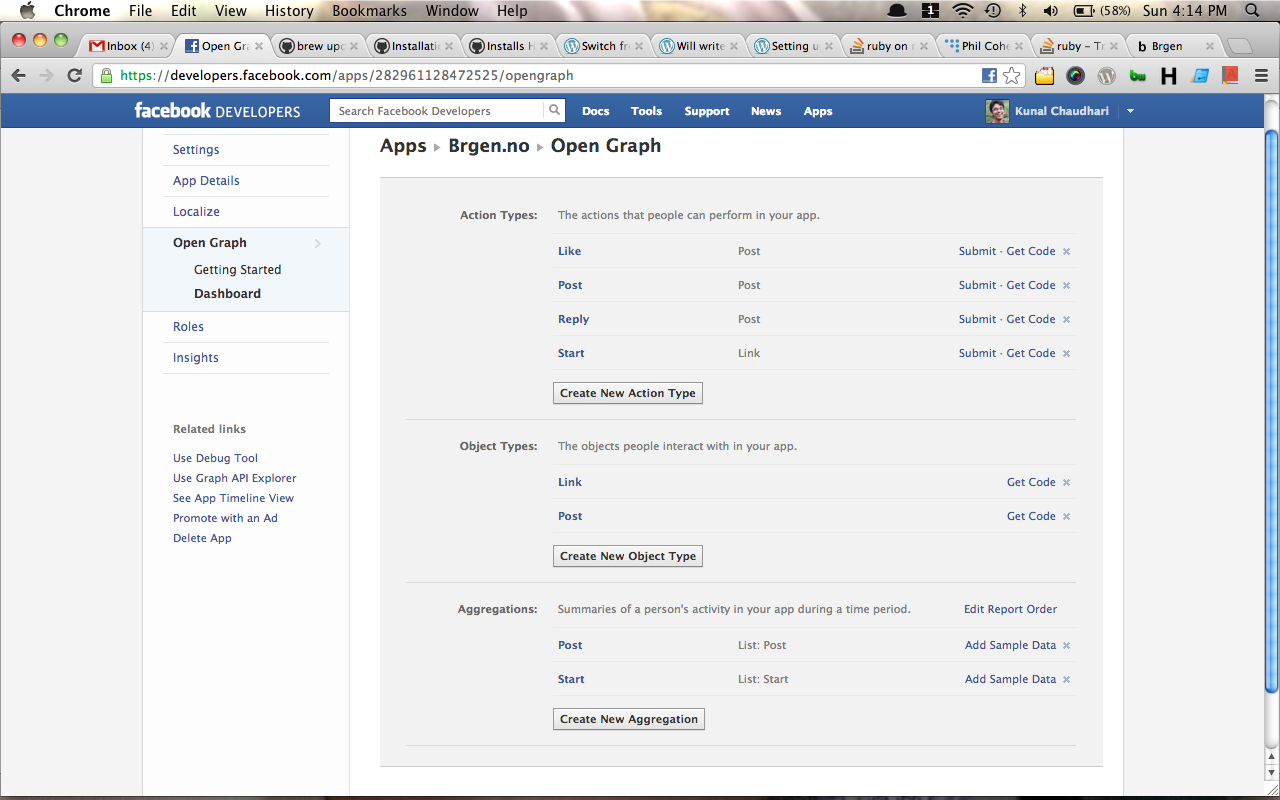 Chrome File Edit View History Bookmarks Window Help 1 (58%) Sun 4:14 PM
Inbox (4) Open Gra brew upd Installati Installs H Switch fr Will write Setting u ruby on r Phil Cohe ruby - Tr b Brgen
https://developers.facebook.com/apps/282961128472525/opengraph
facebook DEVELOPERS Search Facebook Developers Docs Tools Support News Apps Kunal Chaudhari
Settings
App Details
Localize
Open Graph
Getting Started
Dashboard
Roles
Insights
Related links
Use Debug Tool
Use Graph API Explorer
See App Timeline View
Promote with an Ad
Delete App
Apps ▸ Brgen.no ▸ Open Graph
Action Types: The actions that people can perform in your app.
Like Post Submit · Get Code ×
Post Post Submit · Get Code ×
Reply Post Submit · Get Code ×
Start Link Submit · Get Code ×
Create New Action Type
Object Types: The objects people interact with in your app.
Link Get Code ×
Post Get Code ×
Create New Object Type
Aggregations: Summaries of a person's activity in your app during a time period. Edit Report Order
Post List: Post Add Sample Data ×
Start List: Start Add Sample Data ×
Create New Aggregation